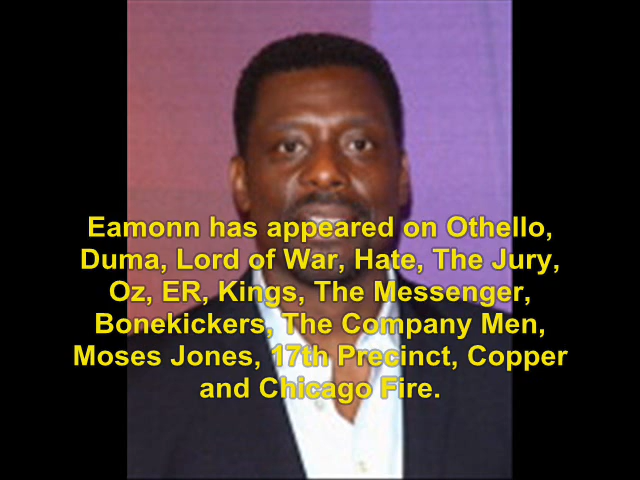 Eamonn has appeared on Othello,
Duma, Lord of War, Hate, The Jury,
Oz, ER, Kings, The Messenger,
Bonekickers, The Company Men,
Moses Jones, 17th Precinct, Copper
and Chicago Fire.